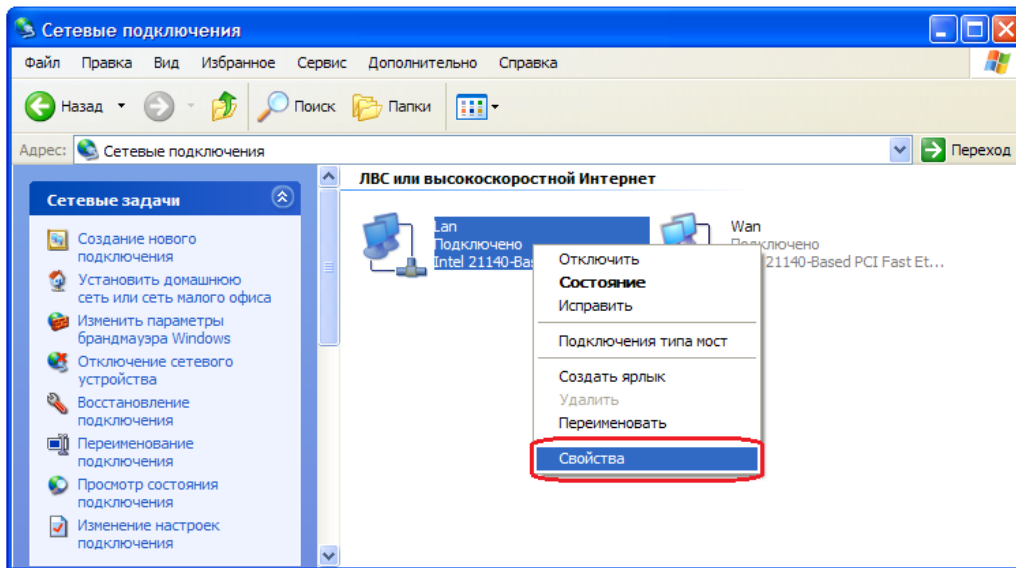 Сетевые подключения
Файл Правка Вид Избранное Сервис Дополнительно Справка
Назад Поиск Папки
Адрес: Сетевые подключения Переход
Сетевые задачи
Создание нового
подключения
Установить домашнюю
сеть или сеть малого офиса
Изменить параметры
брандмауэра Windows
Отключение сетевого
устройства
Восстановление
подключения
Переименование
подключения
Просмотр состояния
подключения
Изменение настроек
подключения
ЛВС или высокоскоростной Интернет
Lan
Подключено
Intel 21140-Bas
Wan
Подключено
21140-Based PCI Fast Et...
Отключить
Состояние
Исправить
Подключения типа мост
Создать ярлык
Удалить
Переименовать
Свойства